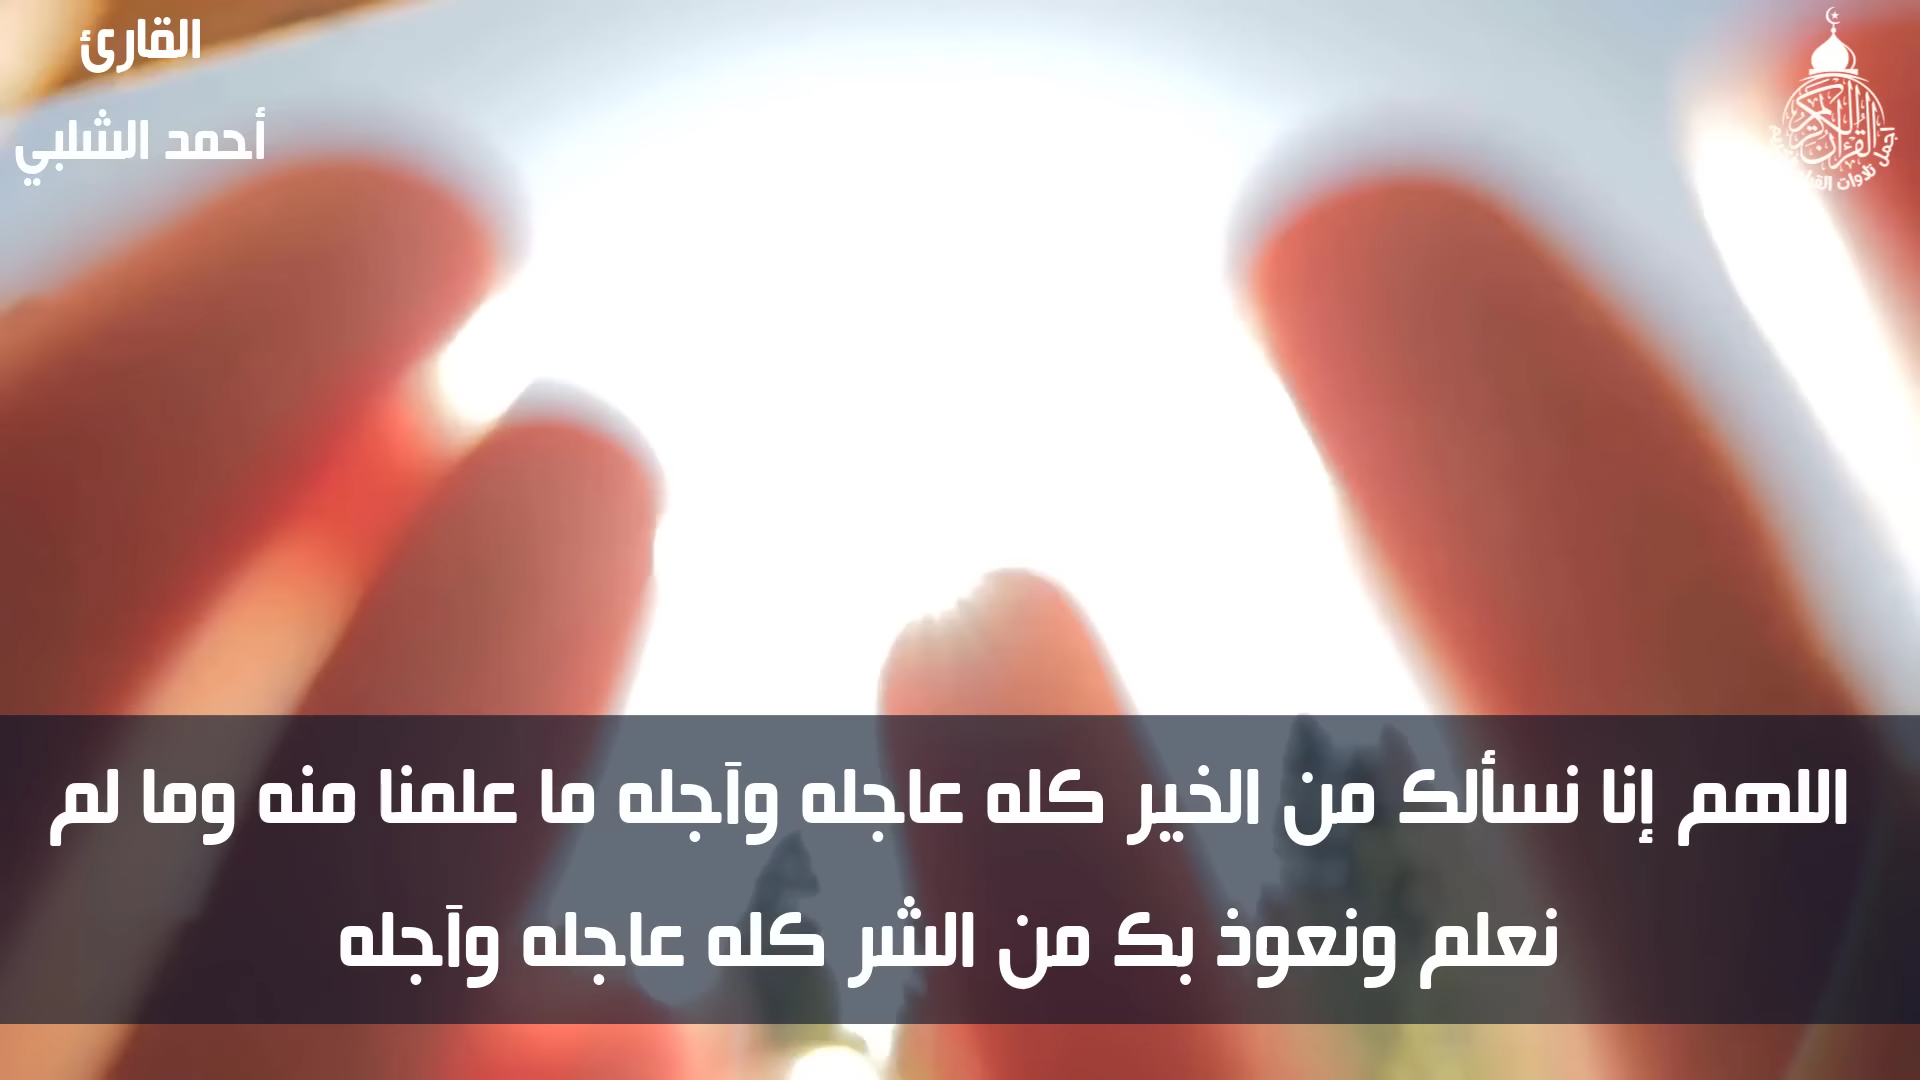 القارئ
أحمد الشلبي
اللهم إنا نسألك من الخير كله عاجله وآجله ما علمنا منه وما لم
نعلم ونعوذ بك من الشر كله عاجله وآجله